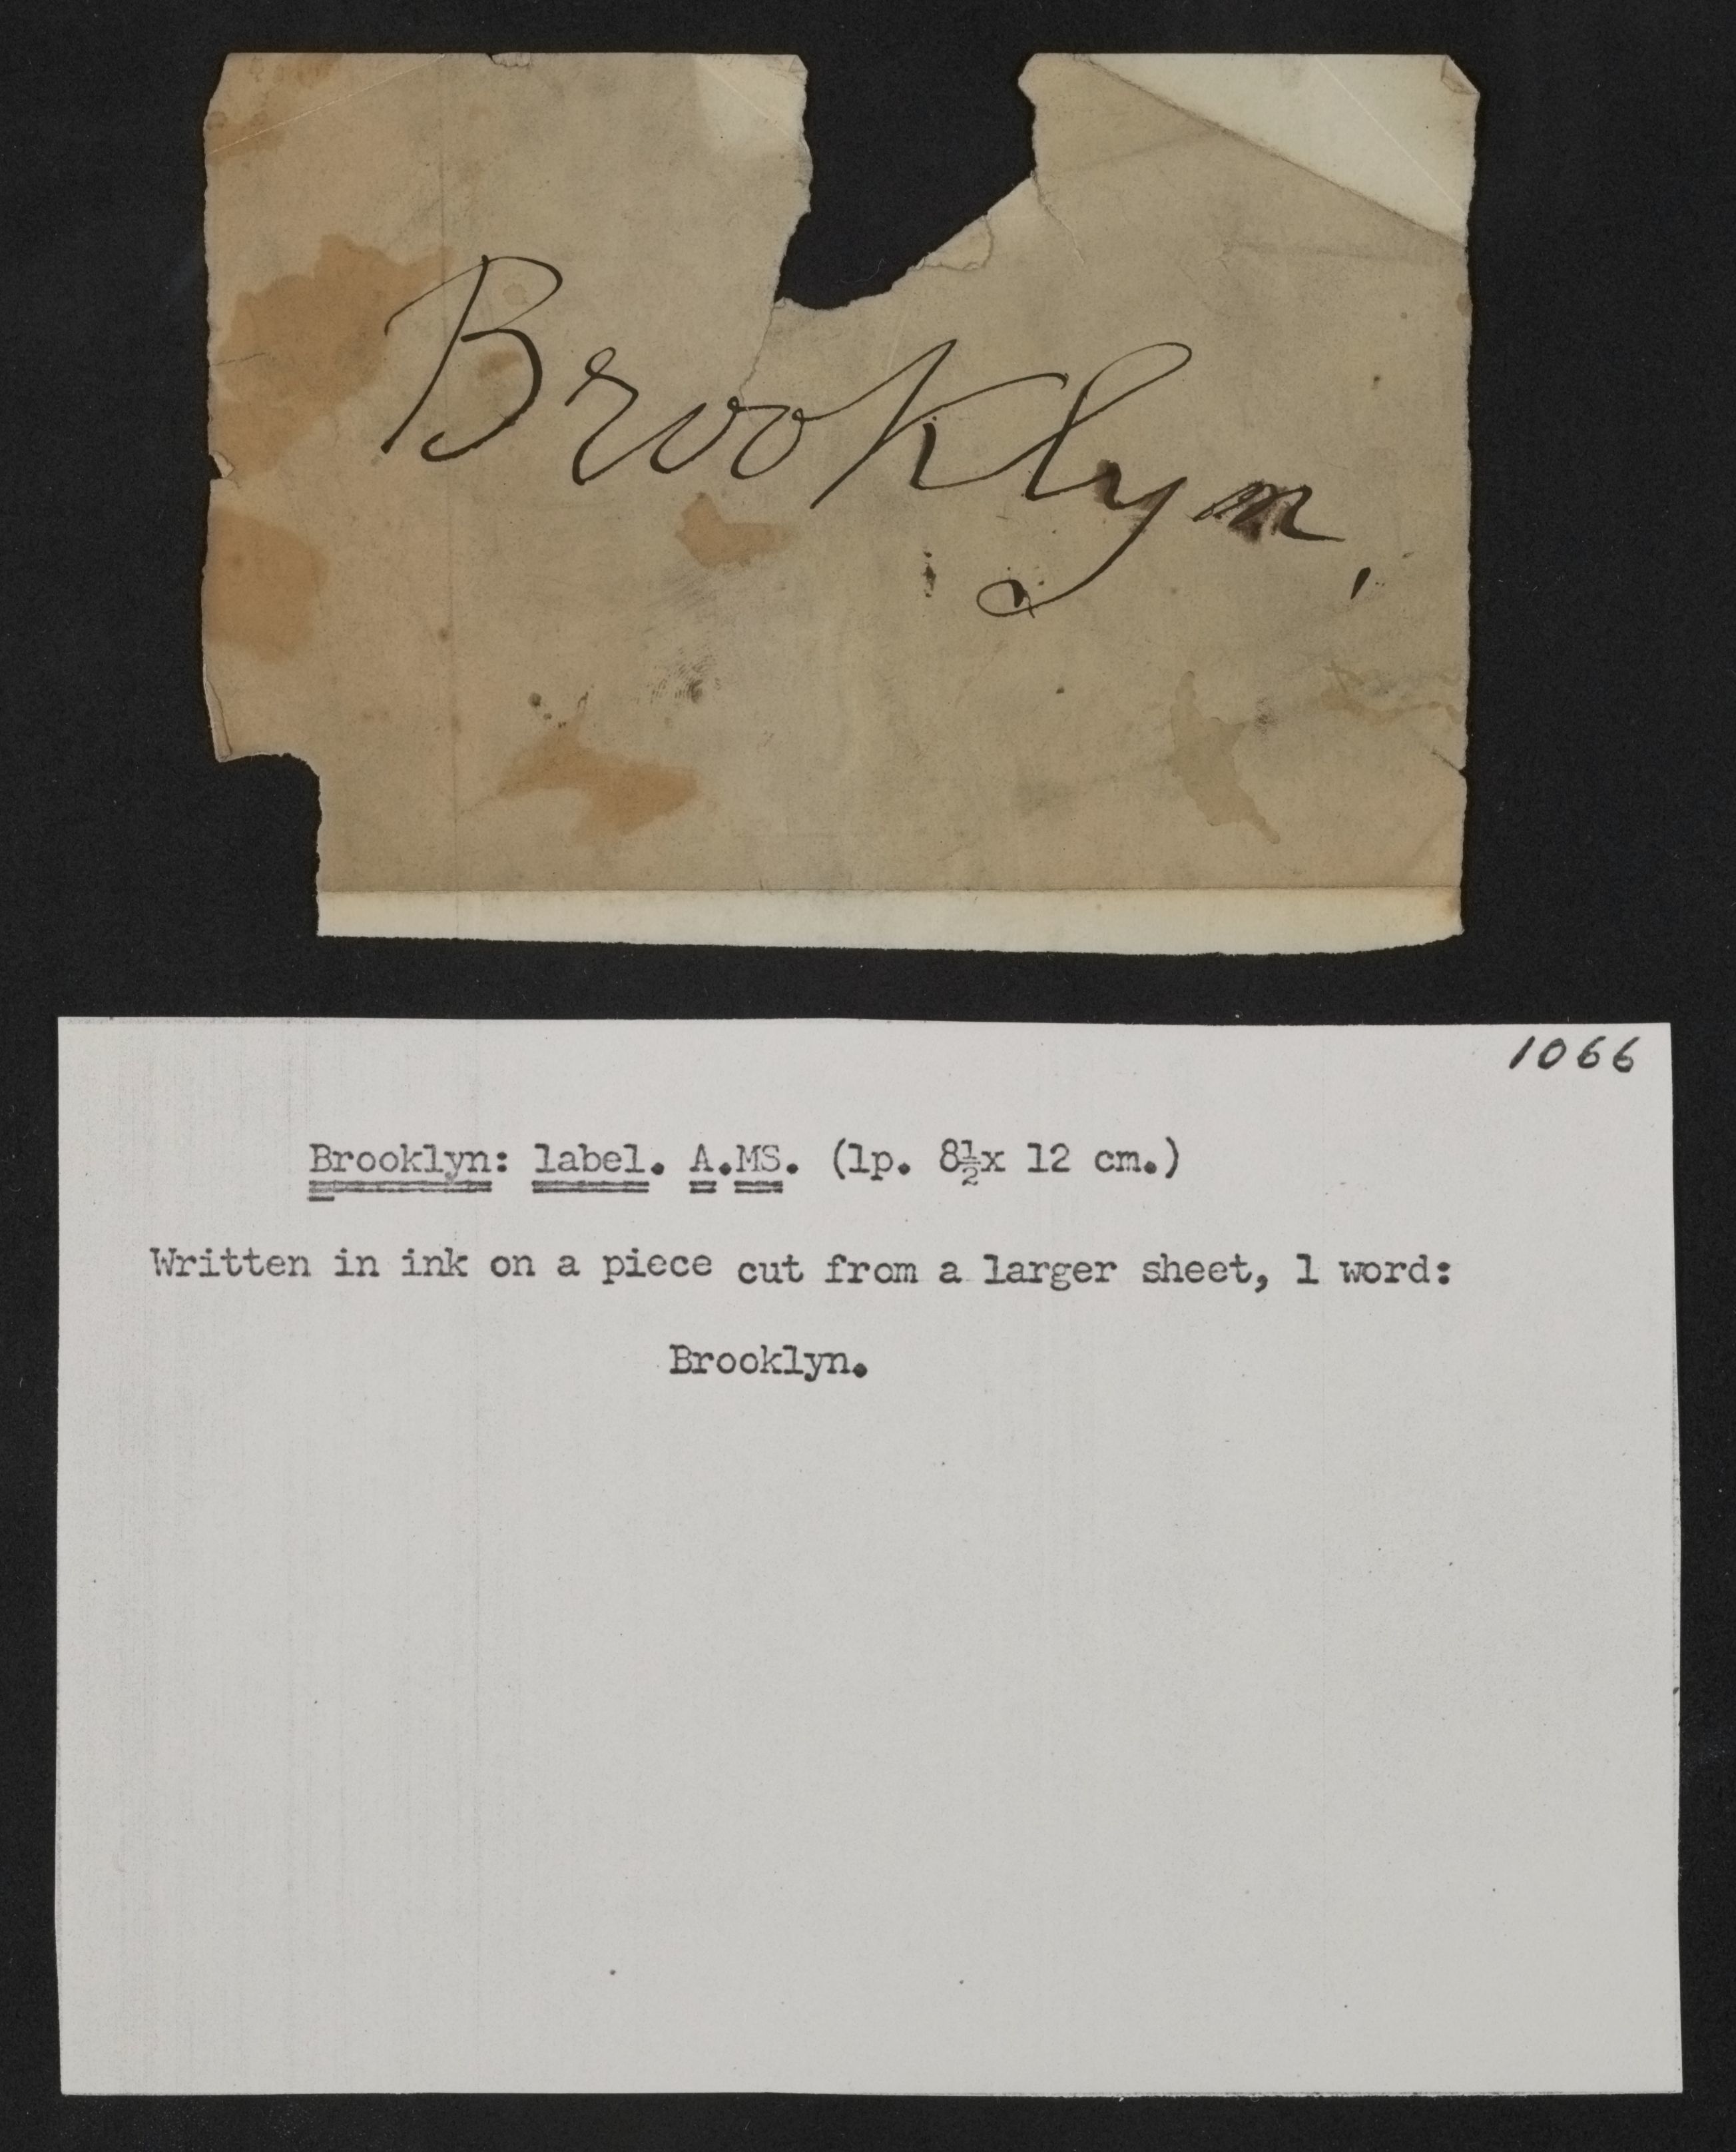 Brooklyn,
1066
Brooklyn: label. A.MS. (1p. 8½x 12 cm.)
Written in ink on a piece cut from a larger sheet, 1 word:
Brooklyn.